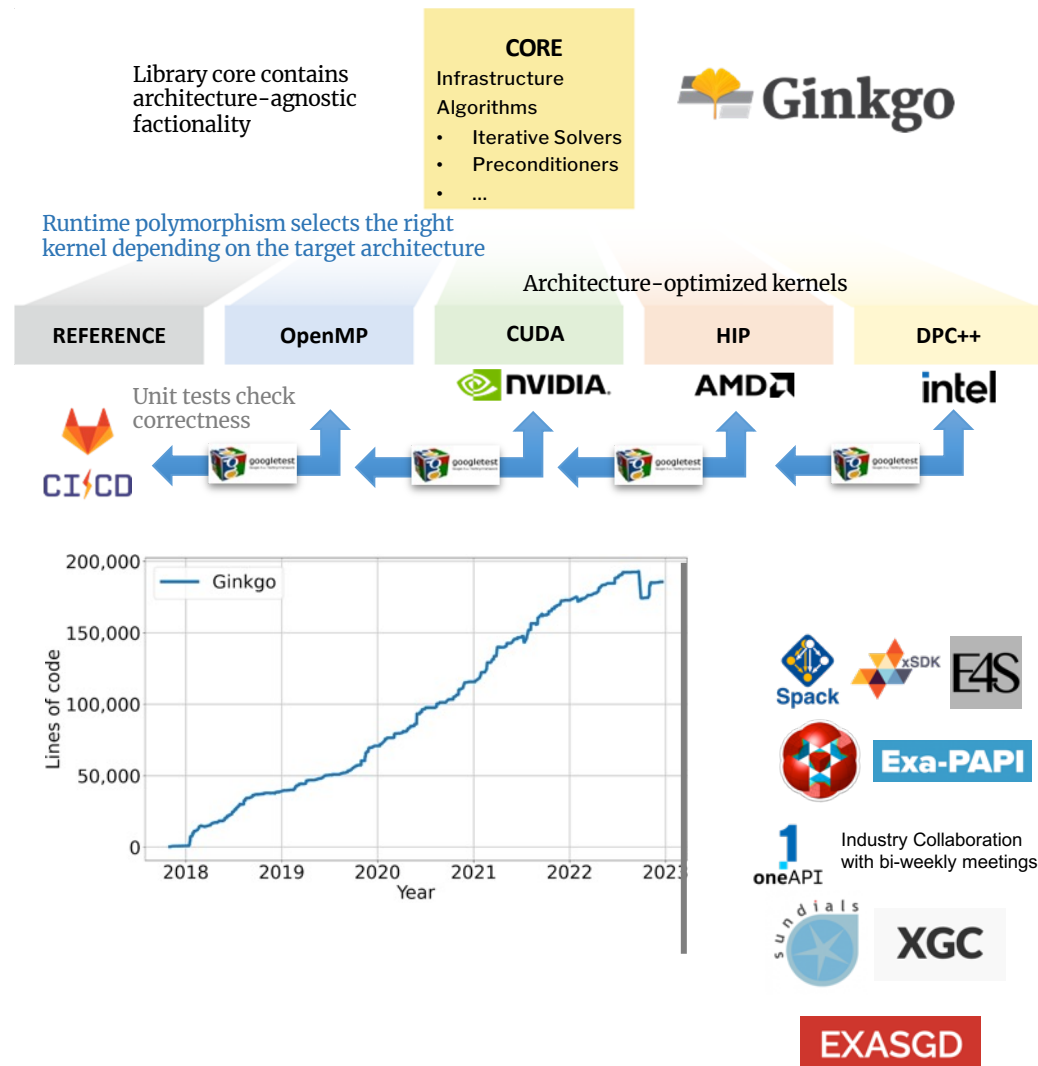 CORE
Infrastructure
Algorithms
• Iterative Solvers
• Preconditioners
• ...
Library core contains
architecture-agnostic
factionality
Ginkgo
Runtime polymorphism selects the right
kernel depending on the target architecture
Architecture-optimized kernels
REFERENCE
OpenMP
CUDA
HIP
DPC++
NVIDIA.
AMD
intel
Unit tests check
correctness
CI/CD
googletest
googletest
googletest
googletest
200,000
150,000
100,000
50,000
0
Lines of code
Ginkgo
2018
2019
2020
2021
2022
2023
Year
Spack
xSDK
E4S
Exa-PAPI
1
oneAPI
Industry Collaboration
with bi-weekly meetings
sundials
XGC
EXASGD